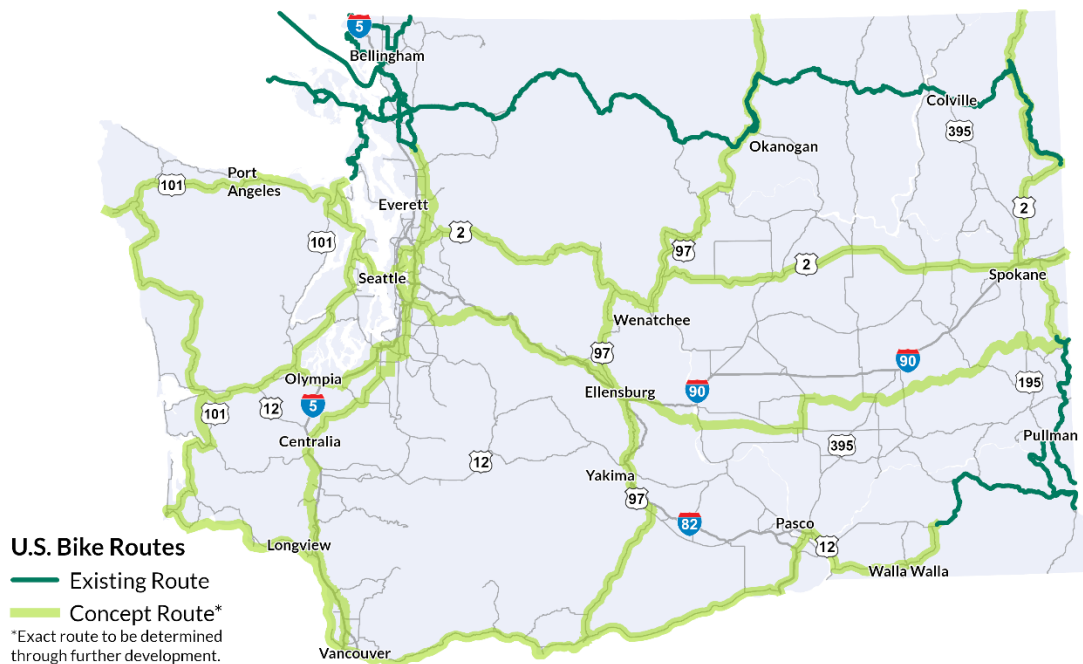 5
Bellingham
Colville
395
Okanogan
Port
Angeles
101
2
Everett
101
2
97
2
Seattle
Spokane
Wenatchee
97
90
Olympia
Ellensburg
90
195
101
12
5
Centralia
395
Pullman
12
Yakima
97
82
Pasco
12
Longview
Walla Walla
Vancouver
U.S. Bike Routes
Existing Route
Concept Route*
*Exact route to be determined
through further development.